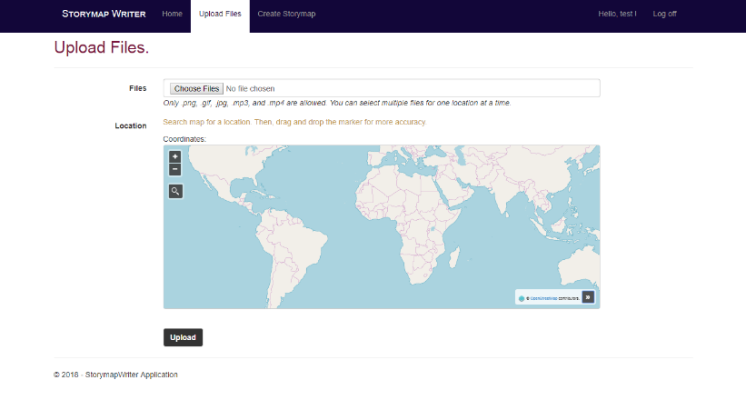 STORYMAP WRITER Home Upload Files Create Storymap Hello, test ! Log off
Upload Files.
Files Choose Files No file chosen
Only .png, .gif, .jpg, .mp3, and .mp4 are allowed. You can select multiple files for one location at a time.
Location Search map for a location. Then, drag and drop the marker for more accuracy.
Coordinates:
+
−
© OpenStreetMap contributors.
Upload
© 2018 - StorymapWritter Application